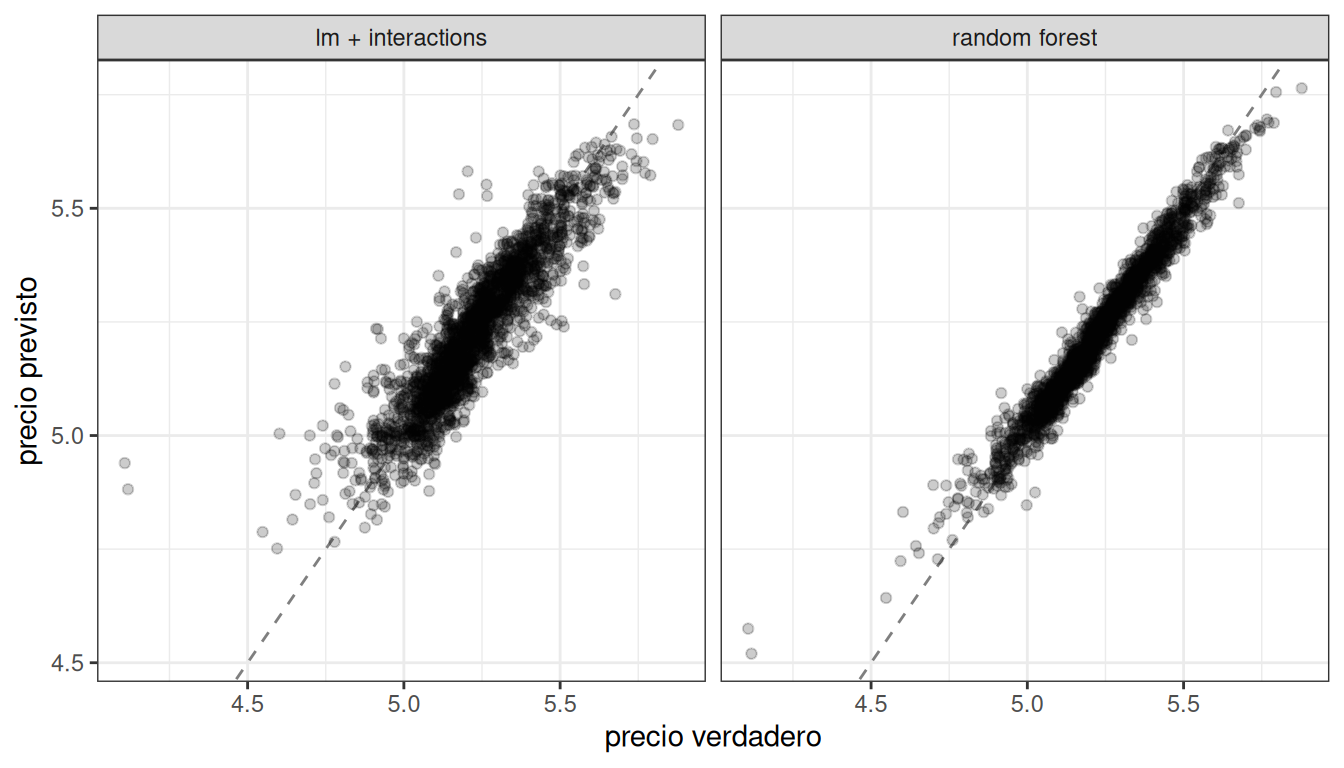 lm + interactions
random forest
5.5
5.0
4.5
precio previsto
4.5 5.0 5.5
4.5 5.0 5.5
precio verdadero